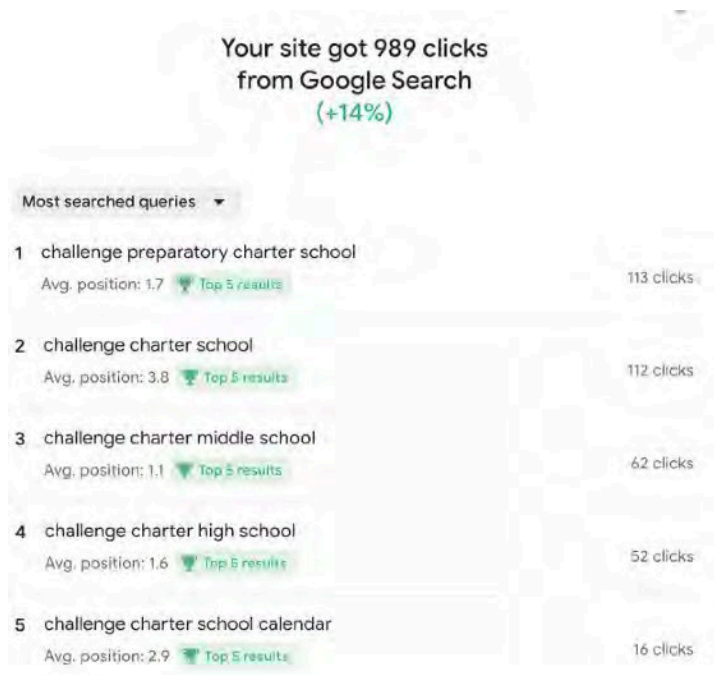 Your site got 989 clicks
from Google Search
(+14%)
Most searched queries
1 challenge preparatory charter school
Avg. position: 1.7 Top 5 results
113 clicks
2 challenge charter school
Avg. position: 3.8 Top 5 results
112 clicks
3 challenge charter middle school
Avg. position: 1.1 Top 5 results
62 clicks
4 challenge charter high school
Avg. position: 1.6 Top 5 results
52 clicks
5 challenge charter school calendar
Avg. position: 2.9 Top 5 results
16 clicks